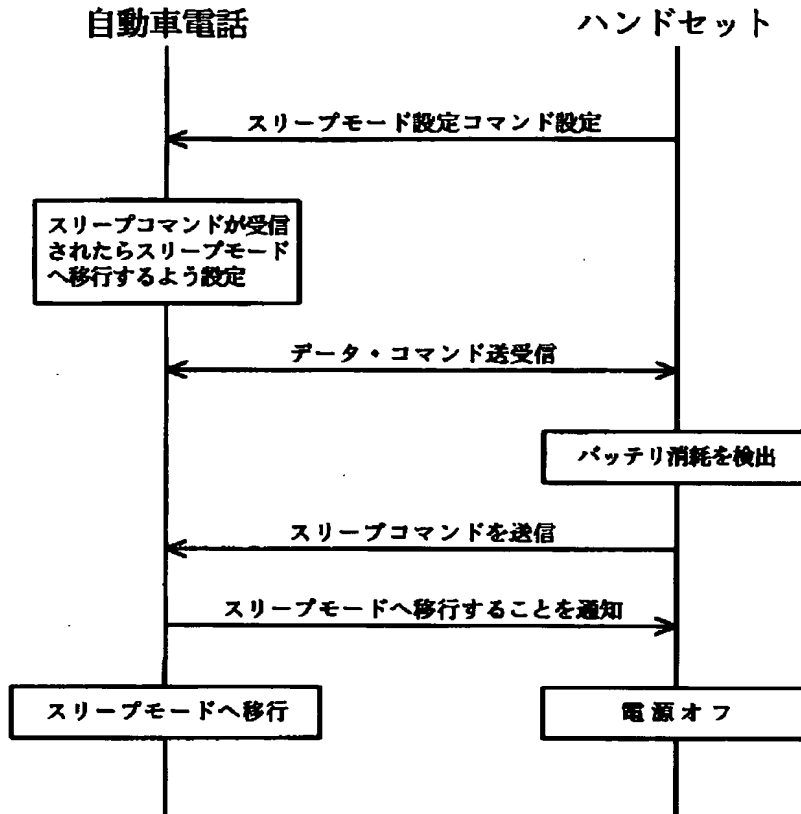 自動車電話
ハンドセット
スリープモード設定コマンド設定
スリープコマンドが受信
されたらスリープモード
へ移行するよう設定
データ・コマンド送受信
バッテリ消耗を検出
スリープコマンドを送信
スリープモードへ移行することを通知
スリープモードへ移行
電源オフ